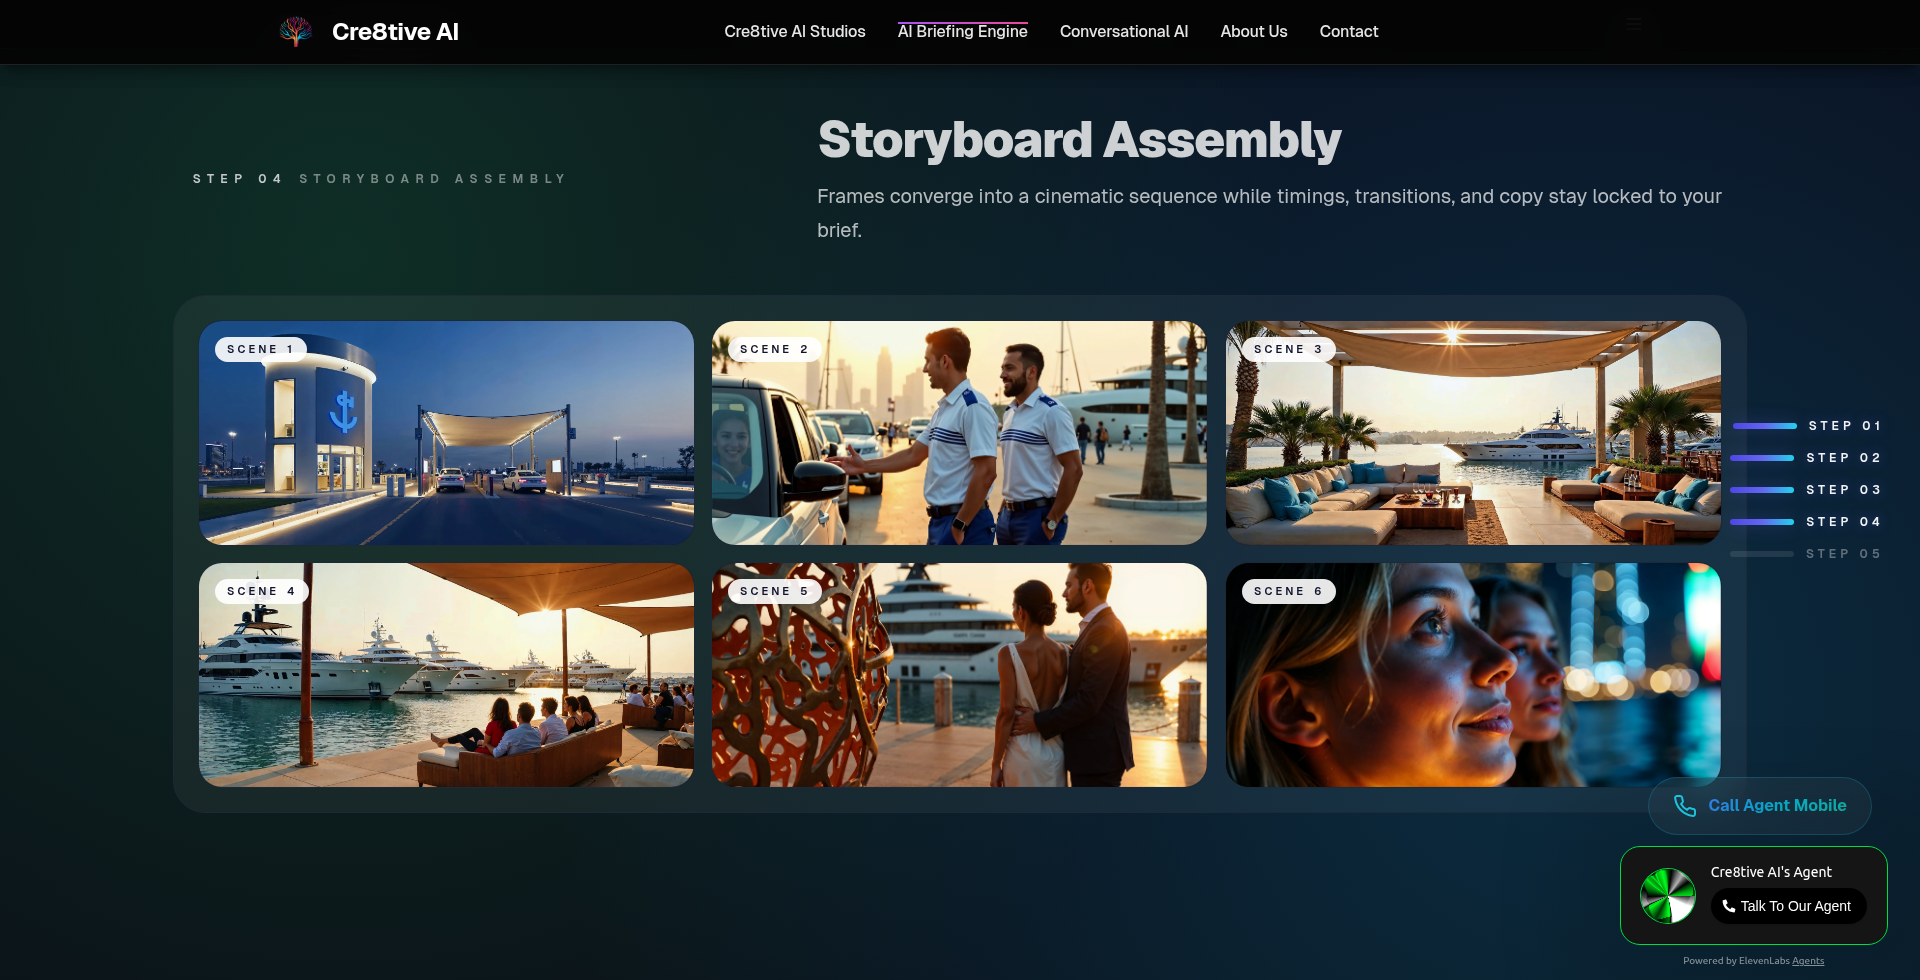 Cre8tive AI
Cre8tive AI Studios
AI Briefing Engine
Conversational AI
About Us
Contact
STEP 04 STORYBOARD ASSEMBLY
Storyboard Assembly
Frames converge into a cinematic sequence while timings, transitions, and copy stay locked to your
brief.
SCENE 1
SCENE 2
SCENE 3
SCENE 4
SCENE 5
SCENE 6
STEP 01
STEP 02
STEP 03
STEP 04
STEP 05
Call Agent Mobile
Cre8tive AI's Agent
Talk To Our Agent
Powered by ElevenLabs Agents